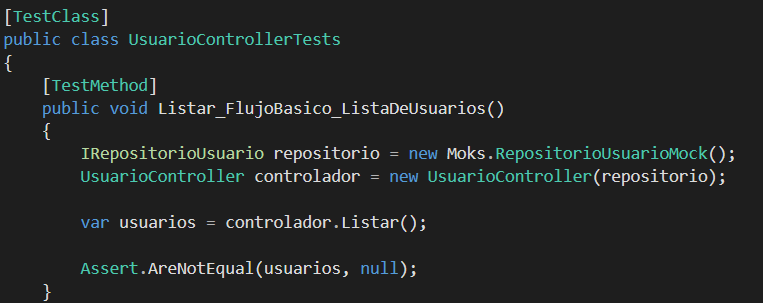 [TestClass]
public class UsuarioControllerTests
{
[TestMethod]
public void Listar_FlujoBasico_ListaDeUsuarios()
{
IRepositorioUsuario repositorio = new Moks.RepositorioUsuarioMock();
UsuarioController controlador = new UsuarioController(repositorio);
var usuarios = controlador.Listar();
Assert.AreNotEqual(usuarios, null);
}